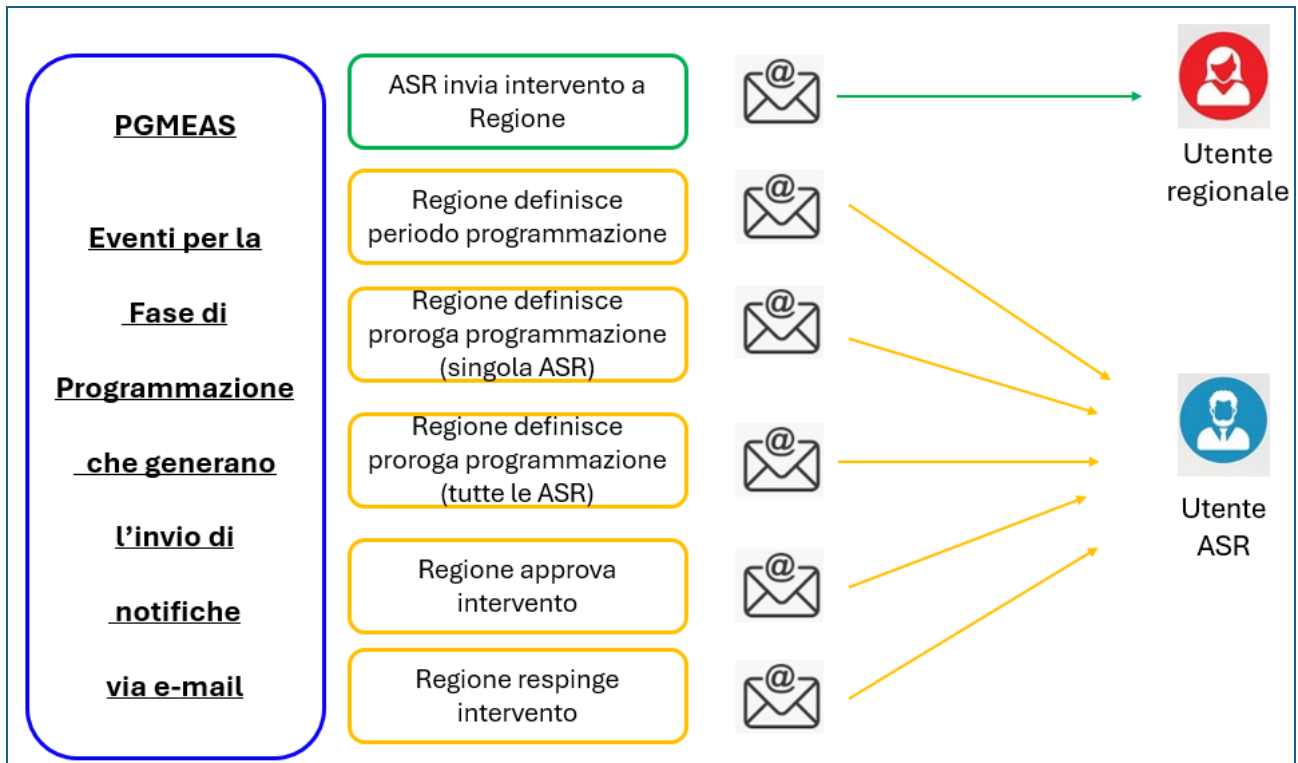 PGMEAS
Eventi per la
Fase di
Programmazione
che generano
l’invio di
notifiche
via e-mail
ASR invia intervento a
Regione
Regione definisce
periodo programmazione
Regione definisce
proroga programmazione
(singola ASR)
Regione definisce
proroga programmazione
(tutte le ASR)
Regione approva
intervento
Regione respinge
intervento
@
@
@
@
@
@
Utente
regionale
Utente
ASR